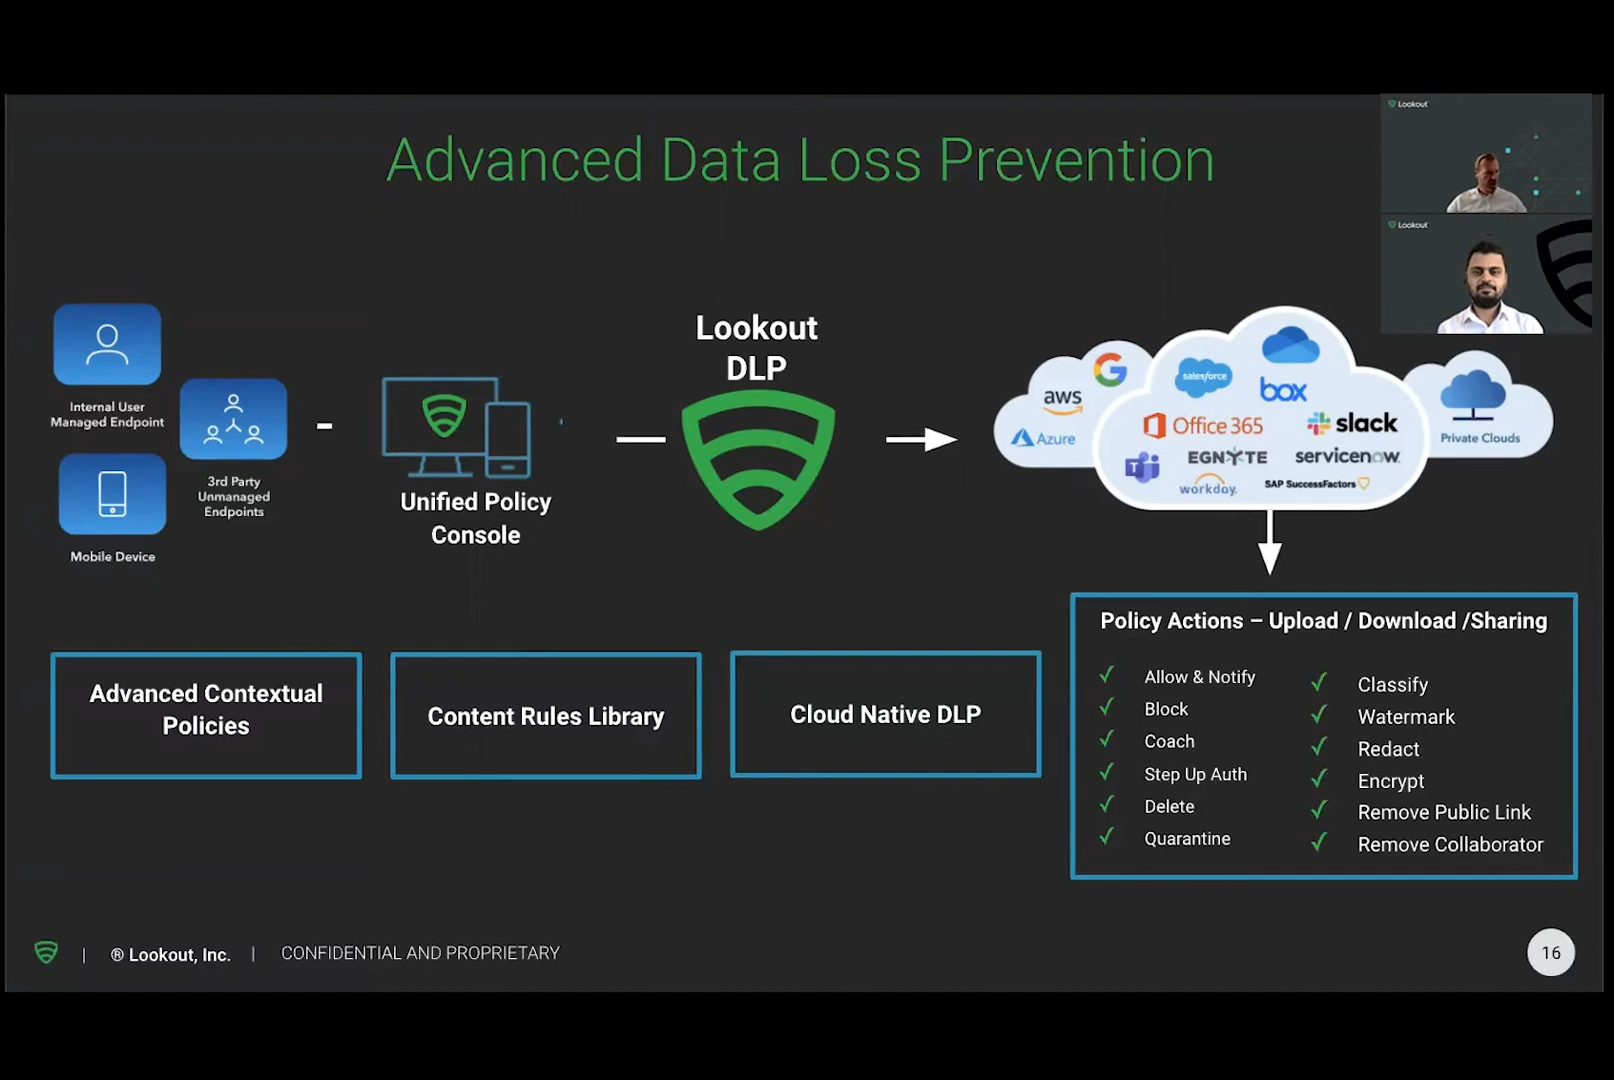 Advanced Data Loss Prevention
Lookout
Lookout
Internal User
Managed Endpoint
3rd Party
Unmanaged
Endpoints
Mobile Device
Unified Policy
Console
Lookout
DLP
aws
Azure
G
salesforce
box
Office 365
slack
EGNYTE
servicenow
workday.
SAP SuccessFactors
Private Clouds
Advanced Contextual
Policies
Content Rules Library
Cloud Native DLP
Policy Actions – Upload / Download /Sharing
Allow & Notify
Block
Coach
Step Up Auth
Delete
Quarantine
Classify
Watermark
Redact
Encrypt
Remove Public Link
Remove Collaborator
| ® Lookout, Inc. | CONFIDENTIAL AND PROPRIETARY
16